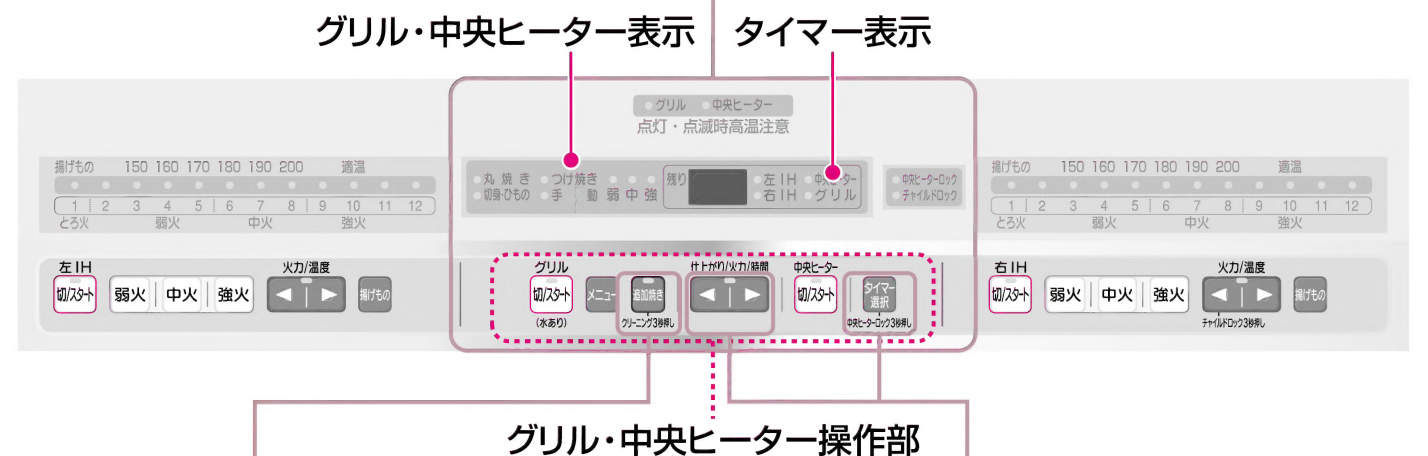 グリル・中央ヒーター表示 タイマー表示
グリル 中央ヒーター
点灯・点滅時高温注意
揚げもの 150 160 170 180 190 200 適温
1 2 3 4 5 6 7 8 9 10 11 12
とろ火 弱火 中火 強火
丸焼き つけ焼き 残り 左IH 中央ヒーター
切身・ひもの 手動 弱 中 強 右IH グリル
中央ヒーターロック
チャイルドロック
揚げもの 150 160 170 180 190 200 適温
1 2 3 4 5 6 7 8 9 10 11 12
とろ火 弱火 中火 強火
左IH 火力/温度
切/スタート 弱火 中火 強火 ◀ ▶ 揚げもの
グリル 仕上がり/火力/時間 中央ヒーター
切/スタート メニュー 追加焼き ◀ ▶ 切/スタート タイマー選択
(水あり) クリーニング3秒押し 中央ヒーターロック3秒押し
右IH 火力/温度
切/スタート 弱火 中火 強火 ◀ ▶ 揚げもの
チャイルドロック3秒押し
グリル・中央ヒーター操作部